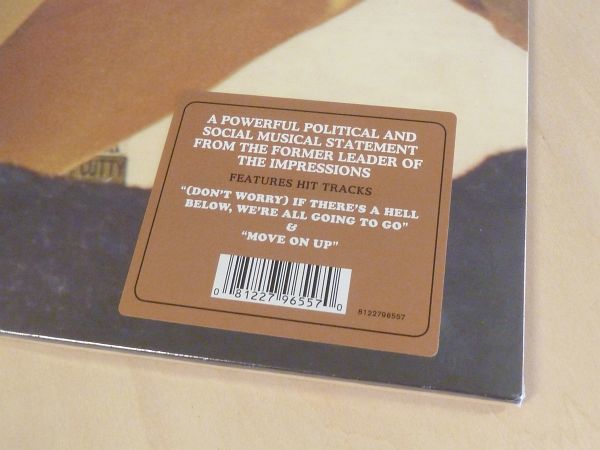 A POWERFUL POLITICAL AND
SOCIAL MUSICAL STATEMENT
FROM THE FORMER LEADER OF
THE IMPRESSIONS
FEATURES HIT TRACKS
"(DON'T WORRY) IF THERE'S A HELL
BELOW, WE'RE ALL GOING TO GO"
&
"MOVE ON UP"
0 81227 96557 0
8122796557